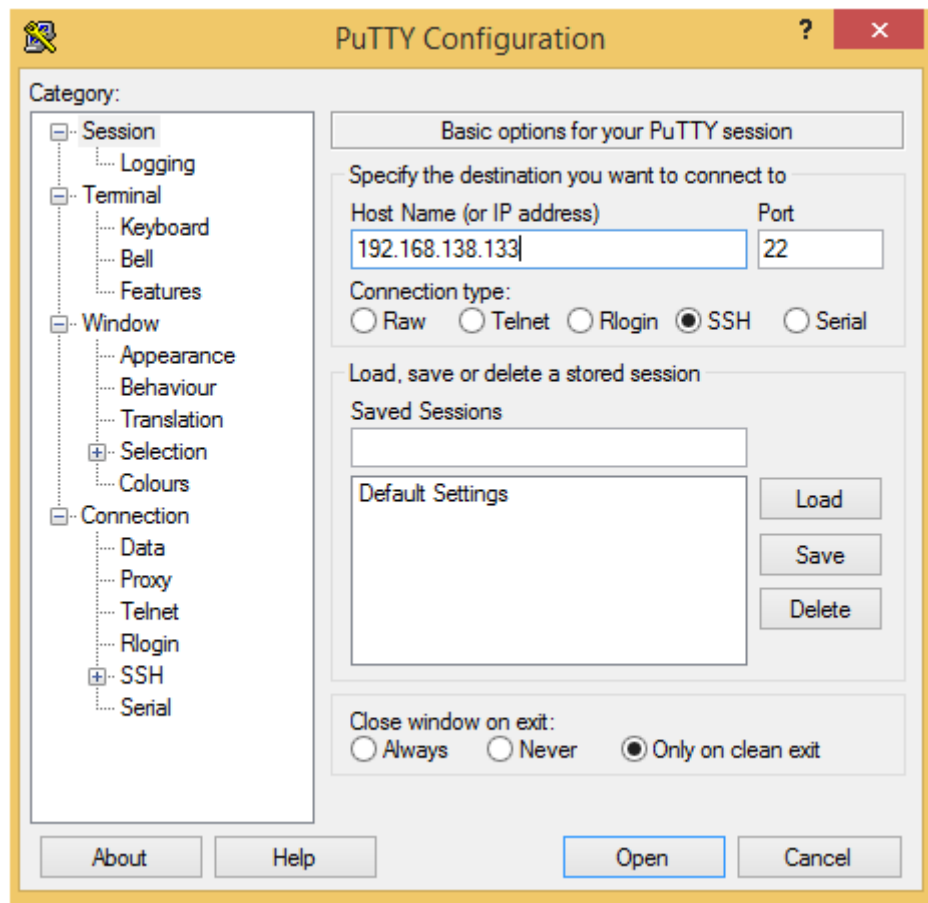 PuTTY Configuration
?
×
Category:
Session
Logging
Terminal
Keyboard
Bell
Features
Window
Appearance
Behaviour
Translation
Selection
Colours
Connection
Data
Proxy
Telnet
Rlogin
SSH
Serial
Basic options for your PuTTY session
Specify the destination you want to connect to
Host Name (or IP address) Port
192.168.138.133 22
Connection type:
Raw Telnet Rlogin SSH Serial
Load, save or delete a stored session
Saved Sessions
Default Settings
Load
Save
Delete
Close window on exit:
Always Never Only on clean exit
About Help Open Cancel